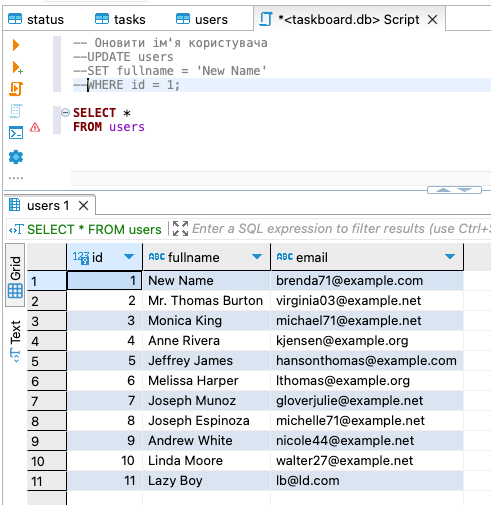 status tasks users *<taskboard.db> Script
-- Оновити ім'я користувача
--UPDATE users
--SET fullname = 'New Name'
--WHERE id = 1;
SELECT *
FROM users
users 1
SELECT * FROM users Enter a SQL expression to filter results (use Ctrl+S
Grid
Text
123 id ABC fullname ABC email
1 1 New Name brenda71@example.com
2 2 Mr. Thomas Burton virginia03@example.net
3 3 Monica King michael71@example.net
4 4 Anne Rivera kjensen@example.org
5 5 Jeffrey James hansonthomas@example.com
6 6 Melissa Harper lthomas@example.org
7 7 Joseph Munoz gloverjulie@example.net
8 8 Joseph Espinoza michelle71@example.net
9 9 Andrew White nicole44@example.net
10 10 Linda Moore walter27@example.net
11 11 Lazy Boy lb@ld.com